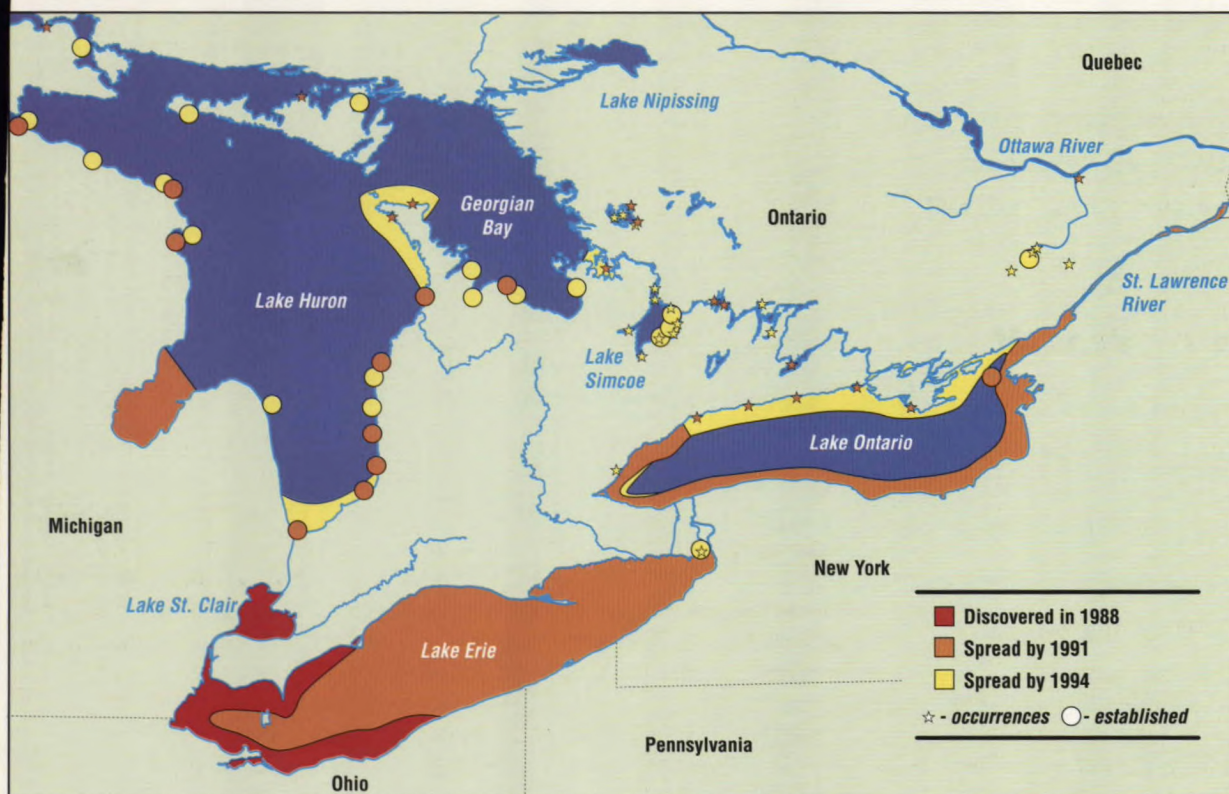 Quebec
Lake Nipissing
Ottawa River
Georgian
Bay
Ontario
Lake Huron
St. Lawrence
River
Lake
Simcoe
Lake Ontario
Michigan
New York
Lake St. Clair
Lake Erie
Discovered in 1988
Spread by 1991
Spread by 1994
- occurrences
- established
Pennsylvania
Ohio